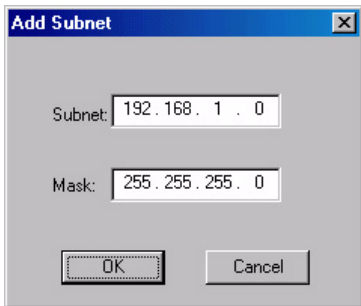 Add Subnet
Subnet: 192.168. 1 . 0
Mask: 255.255.255. 0
OK Cancel